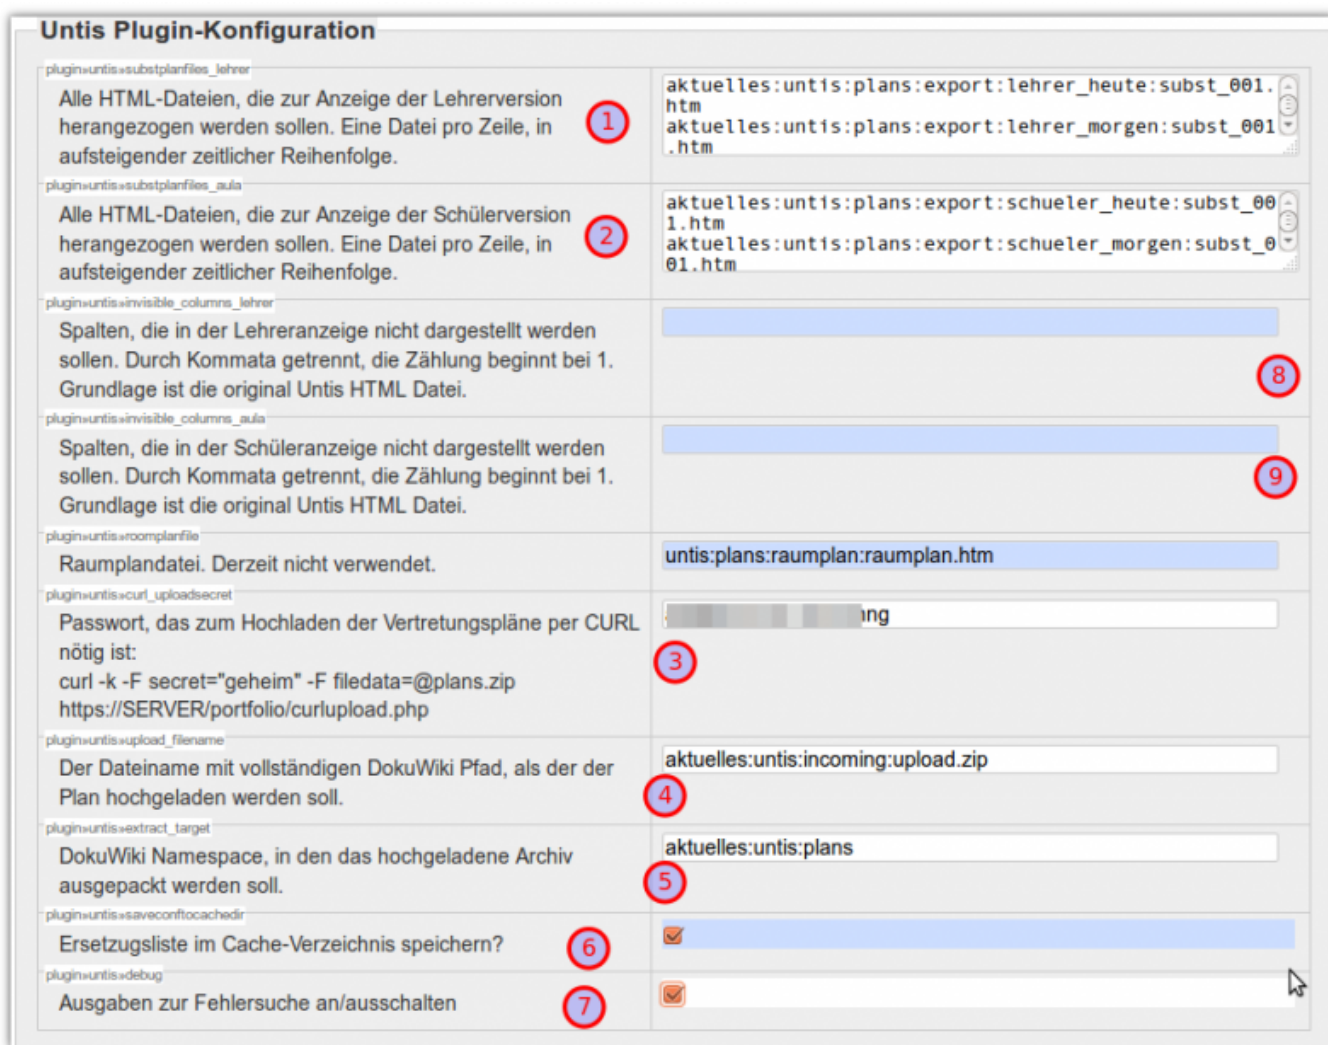 Untis Plugin-Konfiguration
plugin»untis»substplanfiles_lehrer
Alle HTML-Dateien, die zur Anzeige der Lehrerversion
herangezogen werden sollen. Eine Datei pro Zeile, in
aufsteigender zeitlicher Reihenfolge.
1
aktuelles:untis:plans:export:lehrer_heute:subst_001.
htm
aktuelles:untis:plans:export:lehrer_morgen:subst_001
.htm
plugin»untis»substplanfiles_aula
Alle HTML-Dateien, die zur Anzeige der Schülerversion
herangezogen werden sollen. Eine Datei pro Zeile, in
aufsteigender zeitlicher Reihenfolge.
2
aktuelles:untis:plans:export:schueler_heute:subst_00
1.htm
aktuelles:untis:plans:export:schueler_morgen:subst_0
01.htm
plugin»untis»invisible_columns_lehrer
Spalten, die in der Lehreranzeige nicht dargestellt werden
sollen. Durch Kommata getrennt, die Zählung beginnt bei 1.
Grundlage ist die original Untis HTML Datei.
8
plugin»untis»invisible_columns_aula
Spalten, die in der Schüleranzeige nicht dargestellt werden
sollen. Durch Kommata getrennt, die Zählung beginnt bei 1.
Grundlage ist die original Untis HTML Datei.
9
plugin»untis»roomplanfile
Raumplandatei. Derzeit nicht verwendet.
untis:plans:raumplan:raumplan.htm
plugin»untis»curl_uploadsecret
Passwort, das zum Hochladen der Vertretungspläne per CURL
nötig ist:
curl -k -F secret="geheim" -F filedata=@plans.zip
https://SERVER/portfolio/curlupload.php
3
plugin»untis»upload_filename
Der Dateiname mit vollständigen DokuWiki Pfad, als der der
Plan hochgeladen werden soll.
aktuelles:untis:incoming:upload.zip
4
plugin»untis»extract_target
DokuWiki Namespace, in den das hochgeladene Archiv
ausgepackt werden soll.
aktuelles:untis:plans
5
plugin»untis»saveconftocachedir
Ersetzugsliste im Cache-Verzeichnis speichern?
6
plugin»untis»debug
Ausgaben zur Fehlersuche an/ausschalten
7